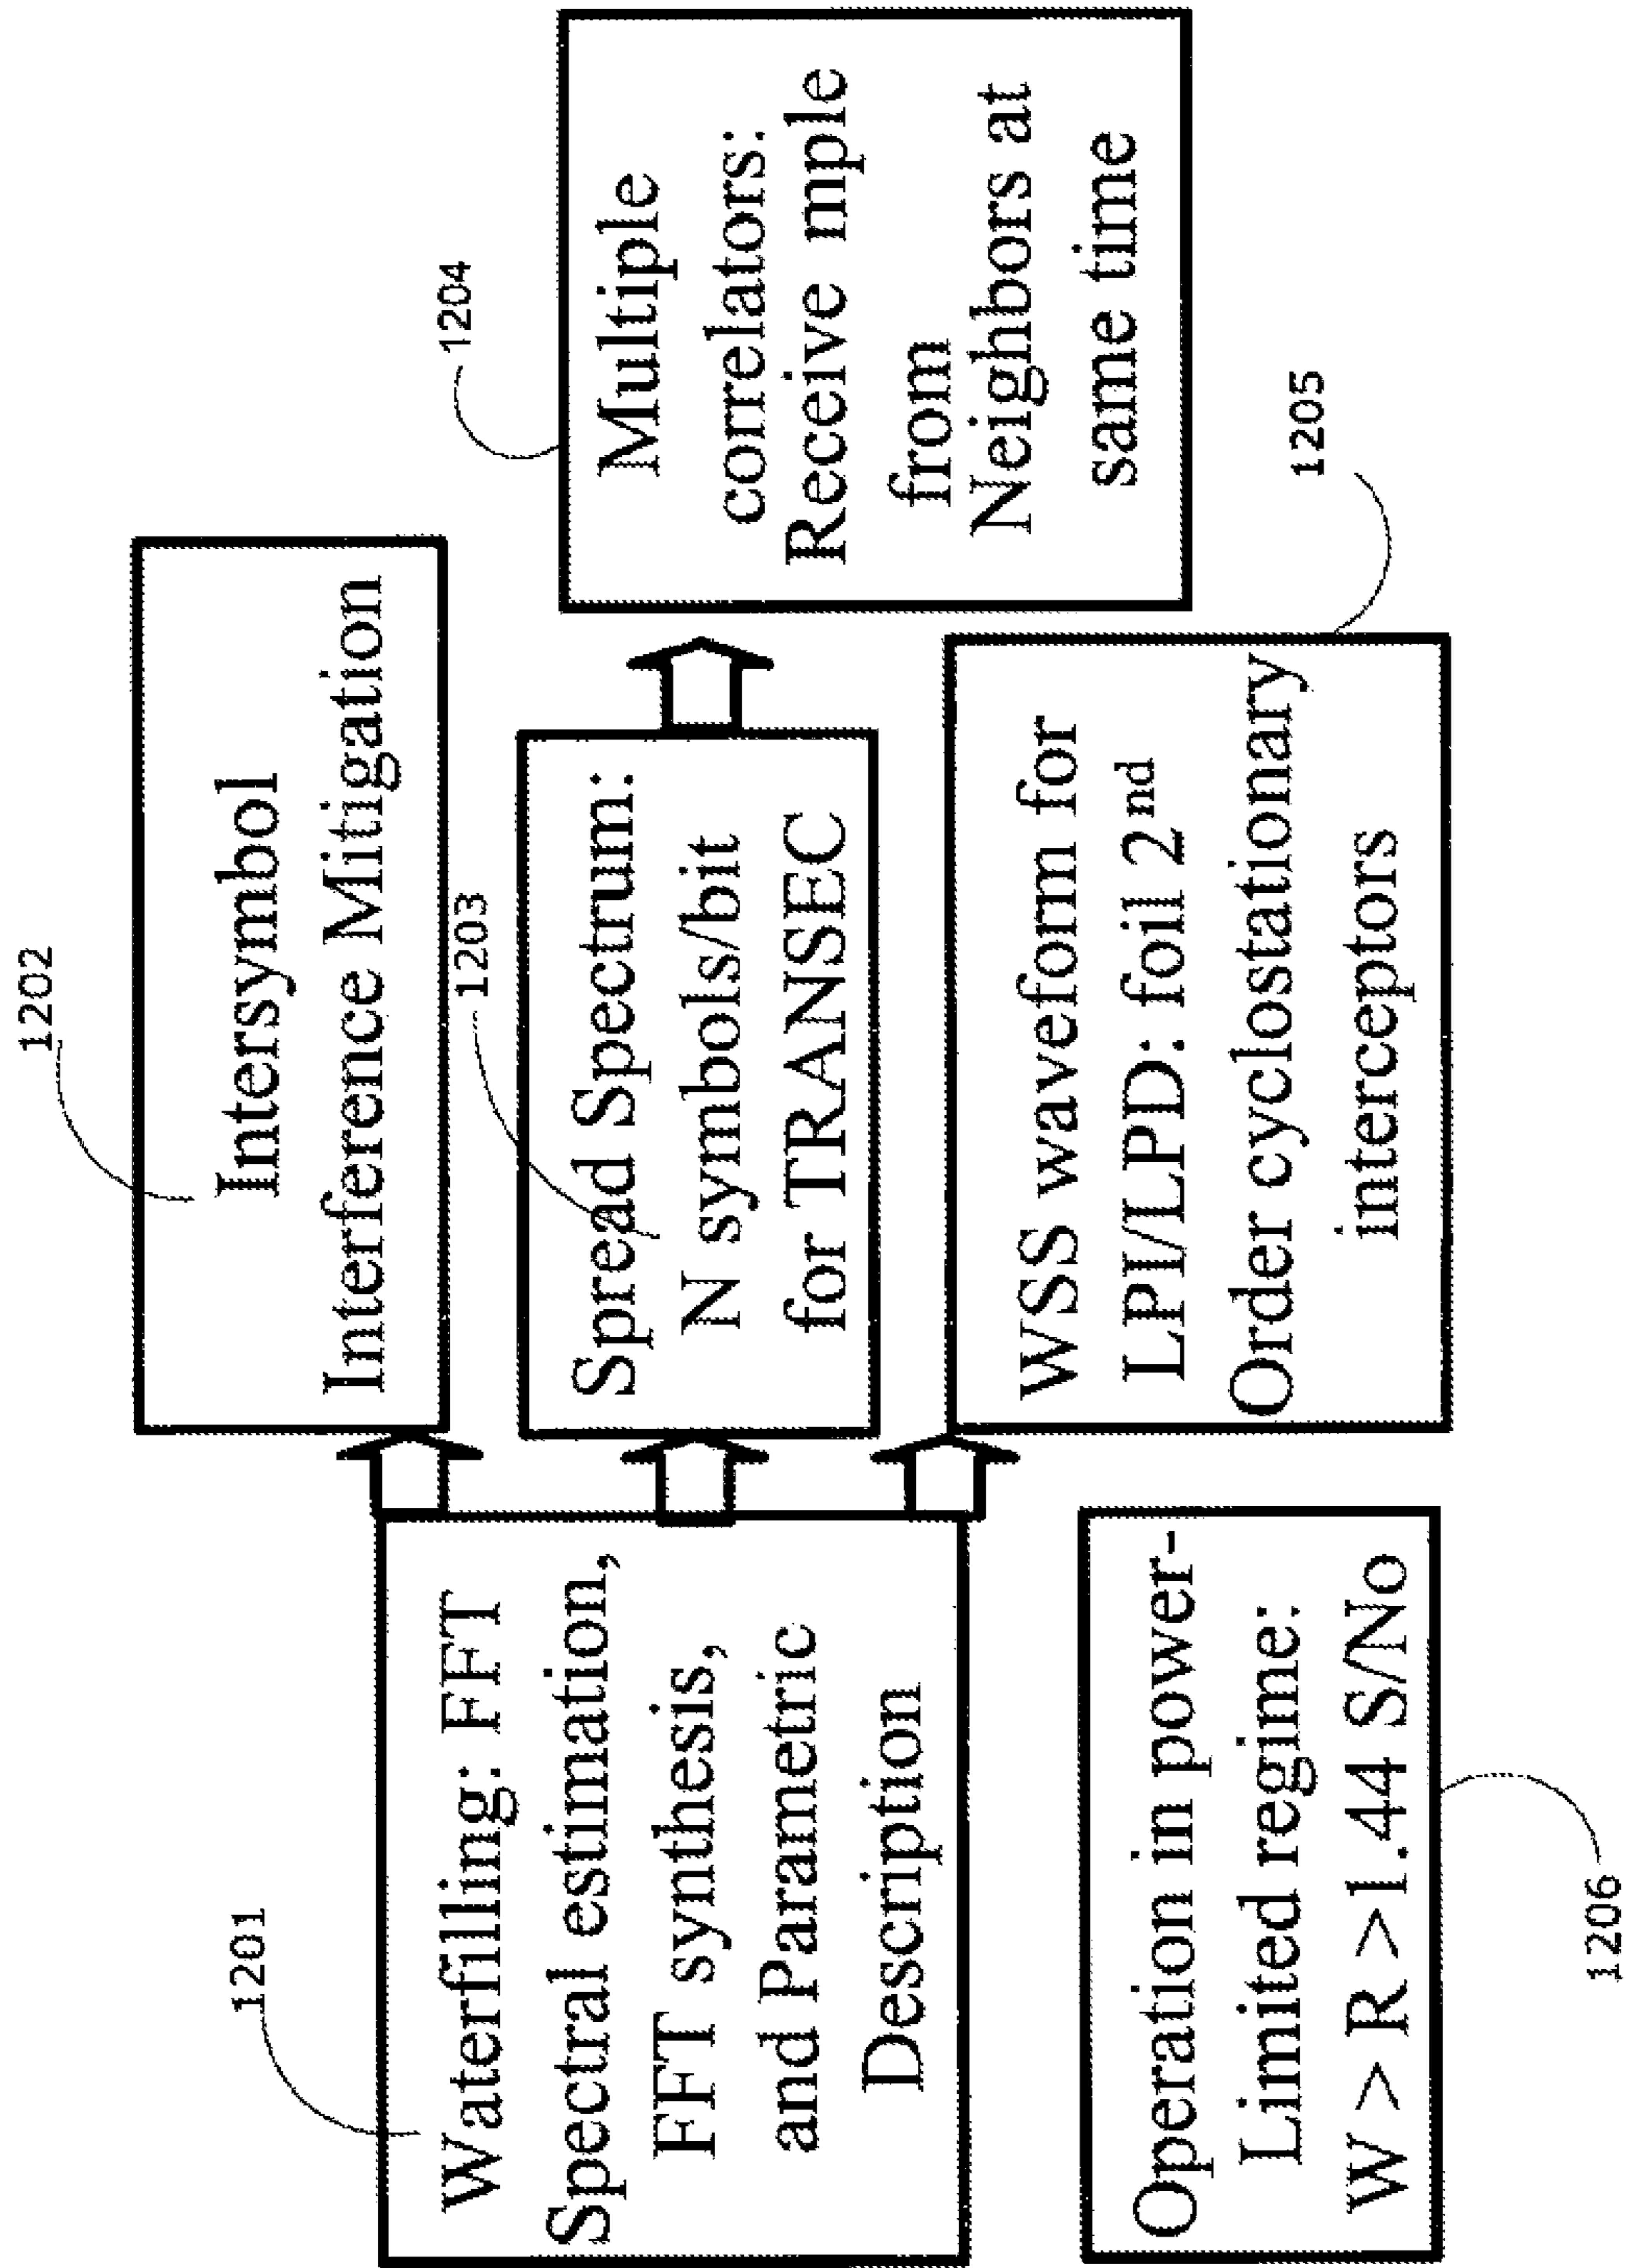 1201
Waterfilling: FFT
Spectral estimation,
FFT synthesis,
and Parametric
Description
1202
Intersymbol
Interference Mitigation
1203
Spread Spectrum:
N symbols/bit
for TRANSEC
1204
Multiple
correlators:
Receive mple
from
Neighbors at
same time
1205
WSS waveform for
LPI/LPD: foil 2nd
Order cyclostationary
interceptors
Operation in power-
Limited regime:
W > R >1.44 S/No
1206